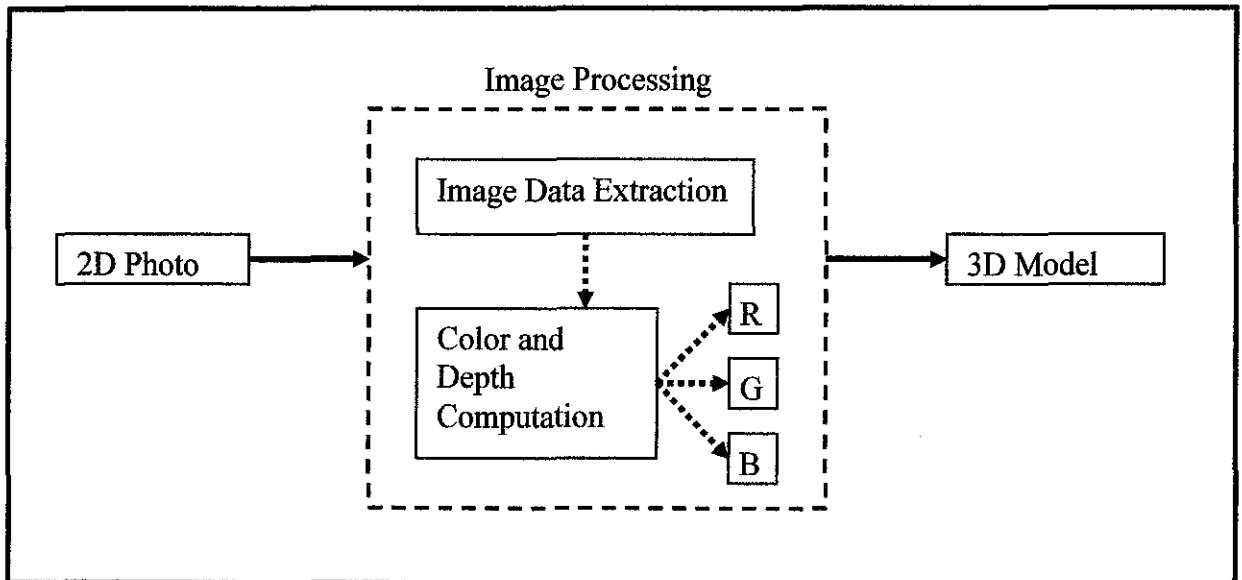 Image Processing
Image Data Extraction
2D Photo
3D Model
Color and
Depth
Computation
R
G
B